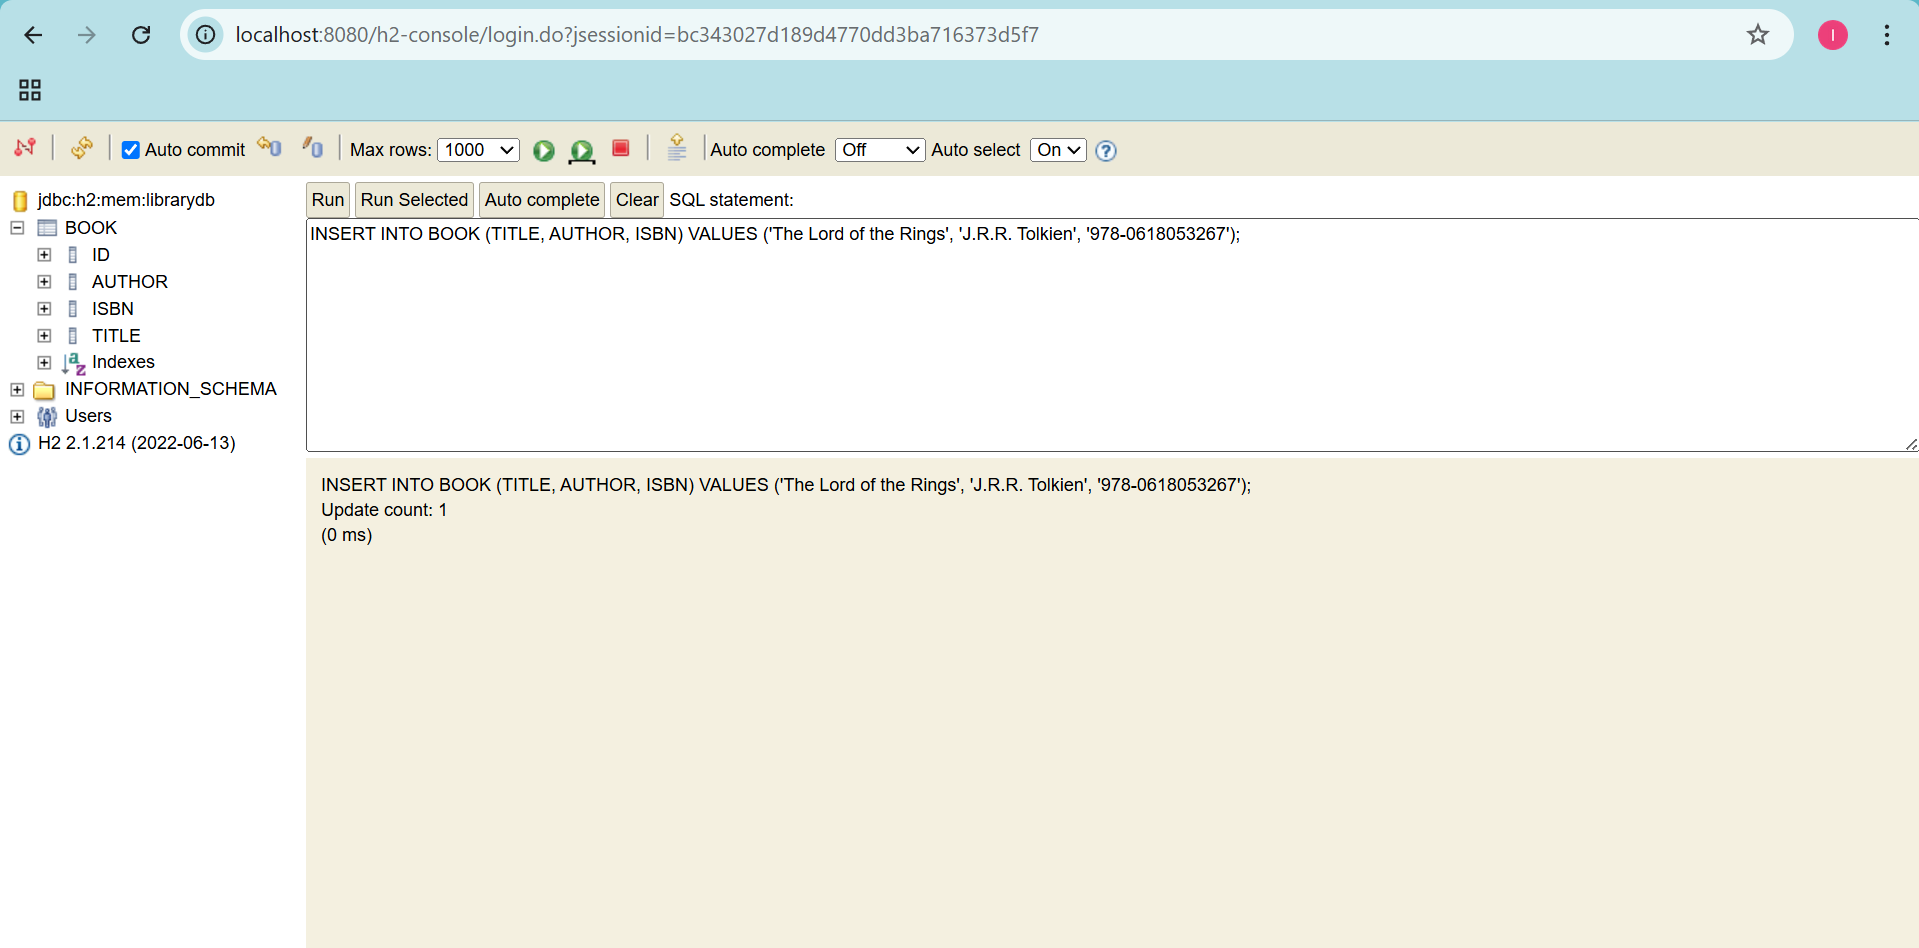 localhost:8080/h2-console/login.do?jsessionid=bc343027d189d4770dd3ba716373d5f7
I
Auto commit Max rows: 1000 Auto complete Off Auto select On ?
jdbc:h2:mem:librarydb
BOOK
ID
AUTHOR
ISBN
TITLE
Indexes
INFORMATION_SCHEMA
Users
H2 2.1.214 (2022-06-13)
Run Run Selected Auto complete Clear SQL statement:
INSERT INTO BOOK (TITLE, AUTHOR, ISBN) VALUES ('The Lord of the Rings', 'J.R.R. Tolkien', '978-0618053267');
INSERT INTO BOOK (TITLE, AUTHOR, ISBN) VALUES ('The Lord of the Rings', 'J.R.R. Tolkien', '978-0618053267');
Update count: 1
(0 ms)